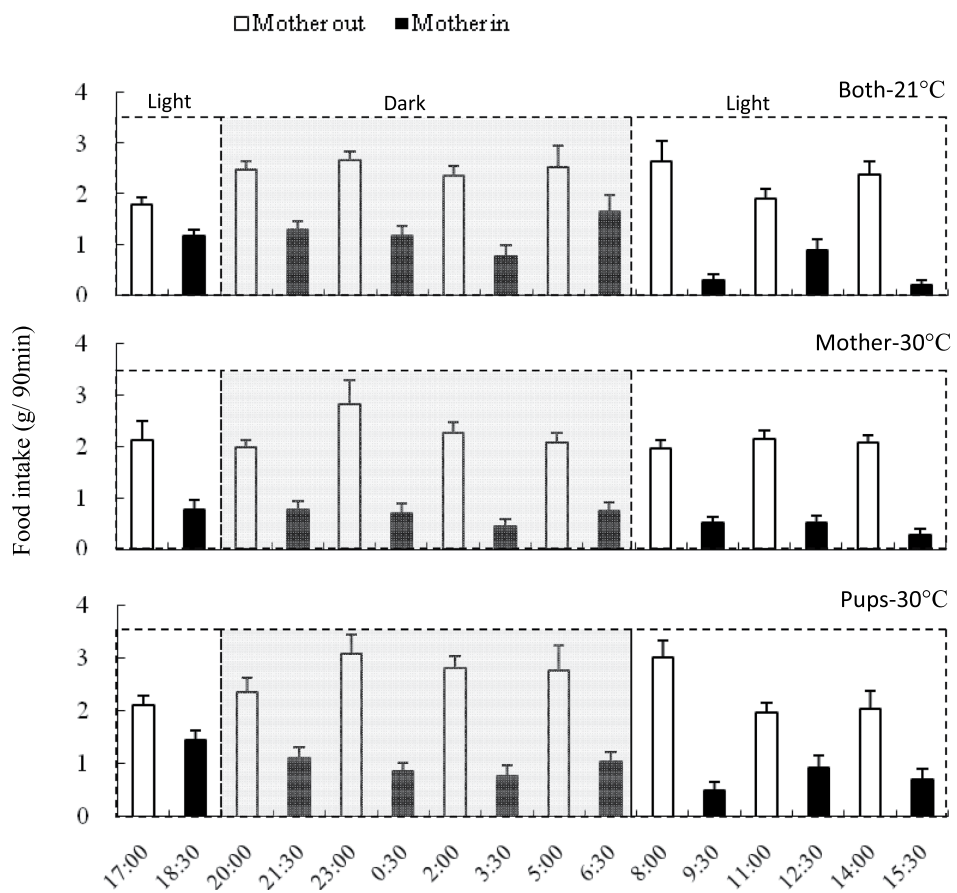 Mother out Mother in
Both-21°C
Light Dark Light
4
3
2
1
0
Mother-30°C
4
3
2
1
0
Food intake (g/ 90min)
Pups-30°C
4
3
2
1
0
17:00 18:30 20:00 21:30 23:00 0:30 2:00 3:30 5:00 6:30 8:00 9:30 11:00 12:30 14:00 15:30